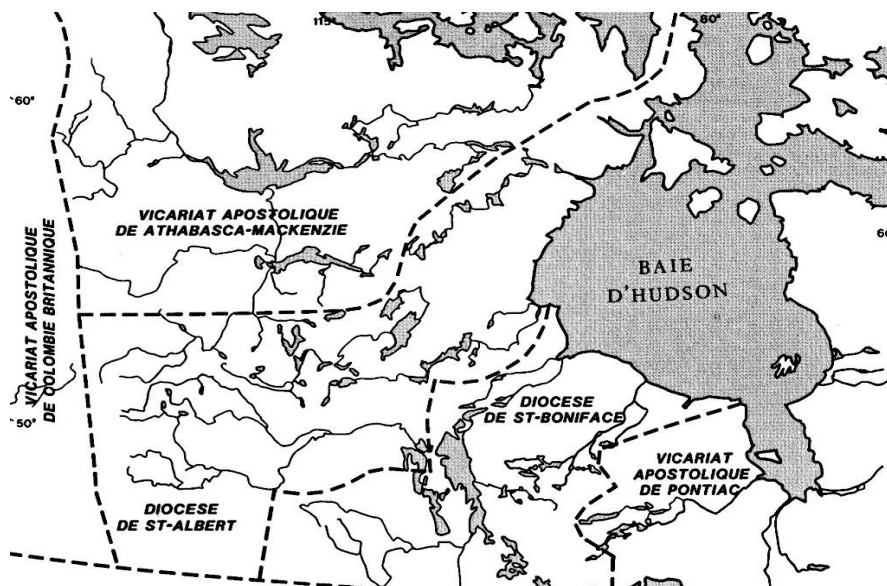 115°
80°
60°
VICARIAT APOSTOLIQUE
DE ATHABASCA-MACKENZIE
VICARIAT APOSTOLIQUE
DE COLOMBIE BRITANNIQUE
BAIE
D'HUDSON
60
50°
DIOCESE
DE ST-BONIFACE
VICARIAT
APOSTOLIQUE
DE PONTIAC
DIOCESE
DE ST-ALBERT